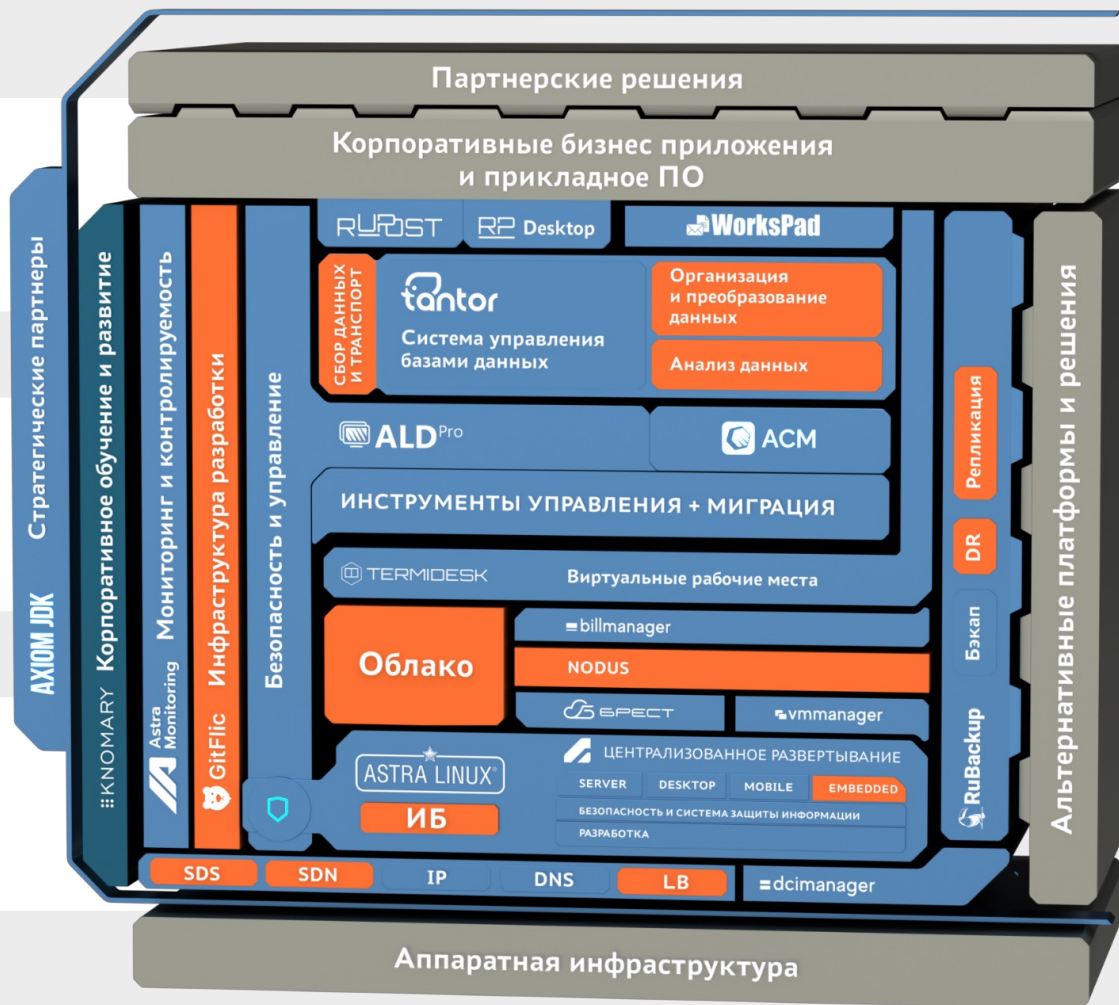 Партнерские решения
Корпоративные бизнес приложения
и прикладное ПО
Стратегические партнеры
AXIOM JDK
Корпоративное обучение и развитие
KNOMARY
Мониторинг и контролируемость
Astra
Monitoring
Инфраструктура разработки
GitFlic
Безопасность и управление
RUPOST
RP Desktop
WorksPad
СБОР ДАННЫХ
И ТРАНСПОРТ
tantor
Система управления
базами данных
Организация
и преобразование
данных
Анализ данных
ALD Pro
ACM
ИНСТРУМЕНТЫ УПРАВЛЕНИЯ + МИГРАЦИЯ
TERMIDESK
Виртуальные рабочие места
Облако
billmanager
NODUS
БРЕСТ
vmmanager
ASTRA LINUX®
ИБ
ЦЕНТРАЛИЗОВАННОЕ РАЗВЕРТЫВАНИЕ
SERVER
DESKTOP
MOBILE
EMBEDDED
БЕЗОПАСНОСТЬ И СИСТЕМА ЗАЩИТЫ ИНФОРМАЦИИ
РАЗРАБОТКА
Репликация
DR
Бэкап
RuBackup
Альтернативные платформы и решения
SDS
SDN
IP
DNS
LB
dcimanager
Аппаратная инфраструктура